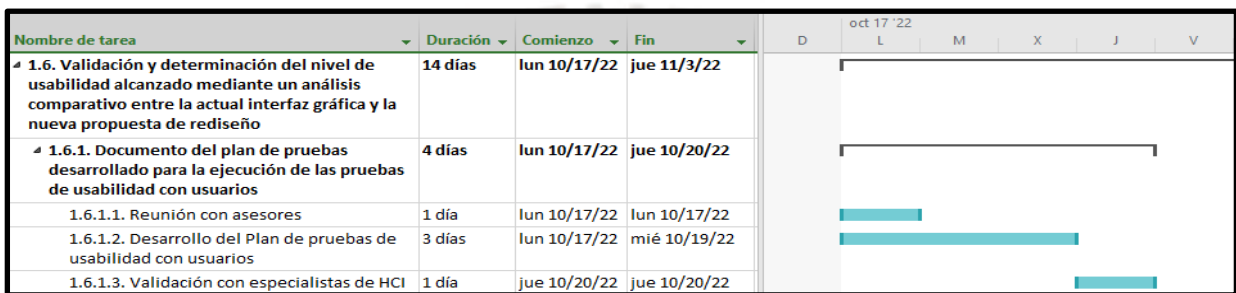 oct 17 '22
Nombre de tarea Duración Comienzo Fin D L M X J V
1.6. Validación y determinación del nivel de 14 días lun 10/17/22 jue 11/3/22
usabilidad alcanzado mediante un análisis
comparativo entre la actual interfaz gráfica y la
nueva propuesta de rediseño
1.6.1. Documento del plan de pruebas 4 días lun 10/17/22 jue 10/20/22
desarrollado para la ejecución de las pruebas
de usabilidad con usuarios
1.6.1.1. Reunión con asesores 1 día lun 10/17/22 lun 10/17/22
1.6.1.2. Desarrollo del Plan de pruebas de 3 días lun 10/17/22 mié 10/19/22
usabilidad con usuarios
1.6.1.3. Validación con especialistas de HCI 1 día jue 10/20/22 jue 10/20/22